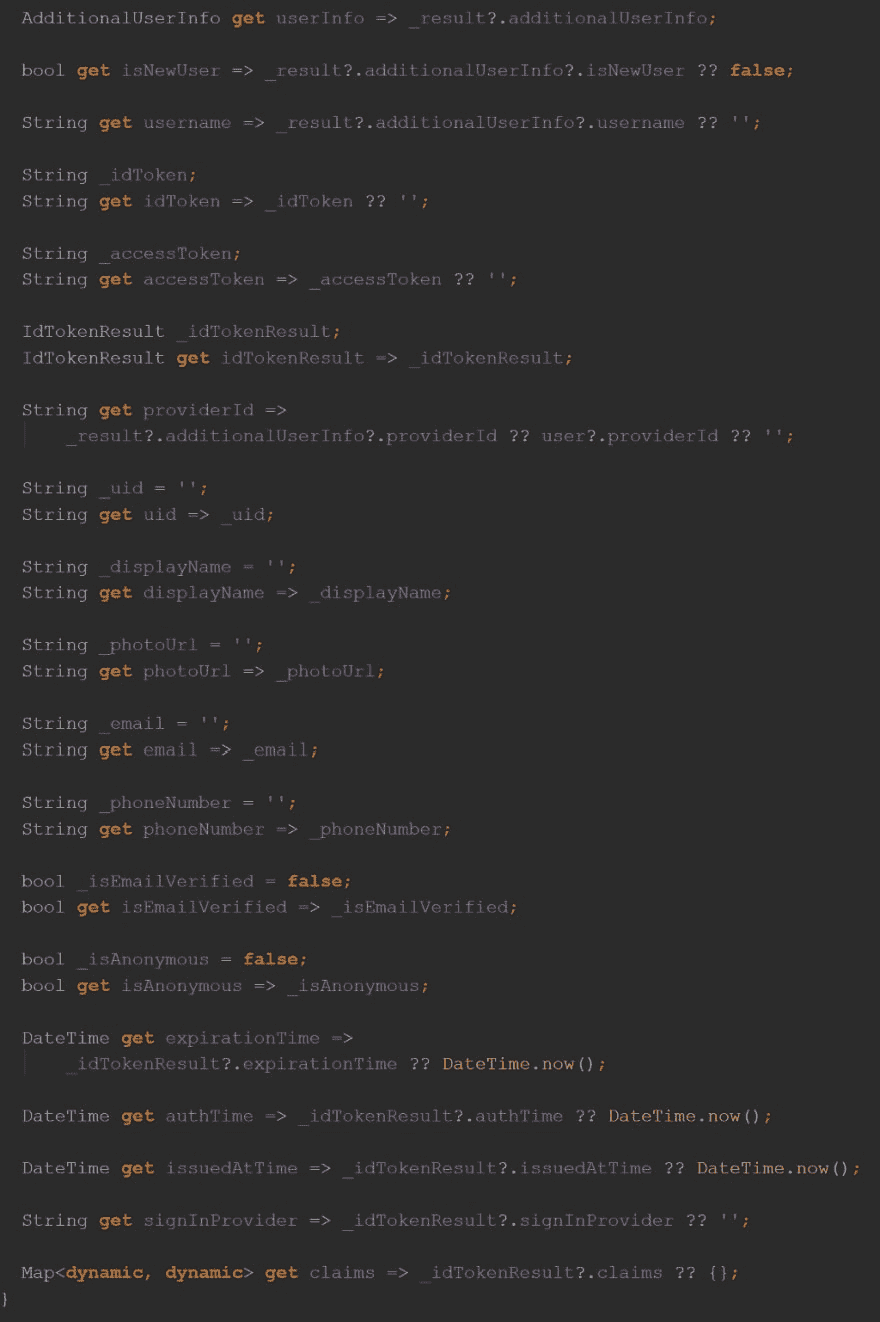 AdditionalUserInfo get userInfo => _result?.additionalUserInfo;
bool get isNewUser => _result?.additionalUserInfo?.isNewUser ?? false;
String get username => _result?.additionalUserInfo?.username ?? '';
String _idToken;
String get idToken => _idToken ?? '';
String _accessToken;
String get accessToken => _accessToken ?? '';
IdTokenResult _idTokenResult;
IdTokenResult get idTokenResult => _idTokenResult;
String get providerId =>
_result?.additionalUserInfo?.providerId ?? user?.providerId ?? '';
String _uid = '';
String get uid => _uid;
String _displayName = '';
String get displayName => _displayName;
String _photoUrl = '';
String get photoUrl => _photoUrl;
String _email = '';
String get email => _email;
String _phoneNumber = '';
String get phoneNumber => _phoneNumber;
bool _isEmailVerified = false;
bool get isEmailVerified => _isEmailVerified;
bool _isAnonymous = false;
bool get isAnonymous => _isAnonymous;
DateTime get expirationTime =>
_idTokenResult?.expirationTime ?? DateTime.now();
DateTime get authTime => _idTokenResult?.authTime ?? DateTime.now();
DateTime get issuedAtTime => _idTokenResult?.issuedAtTime ?? DateTime.now();
String get signInProvider => _idTokenResult?.signInProvider ?? '';
Map<dynamic, dynamic> get claims => _idTokenResult?.claims ?? {};
}